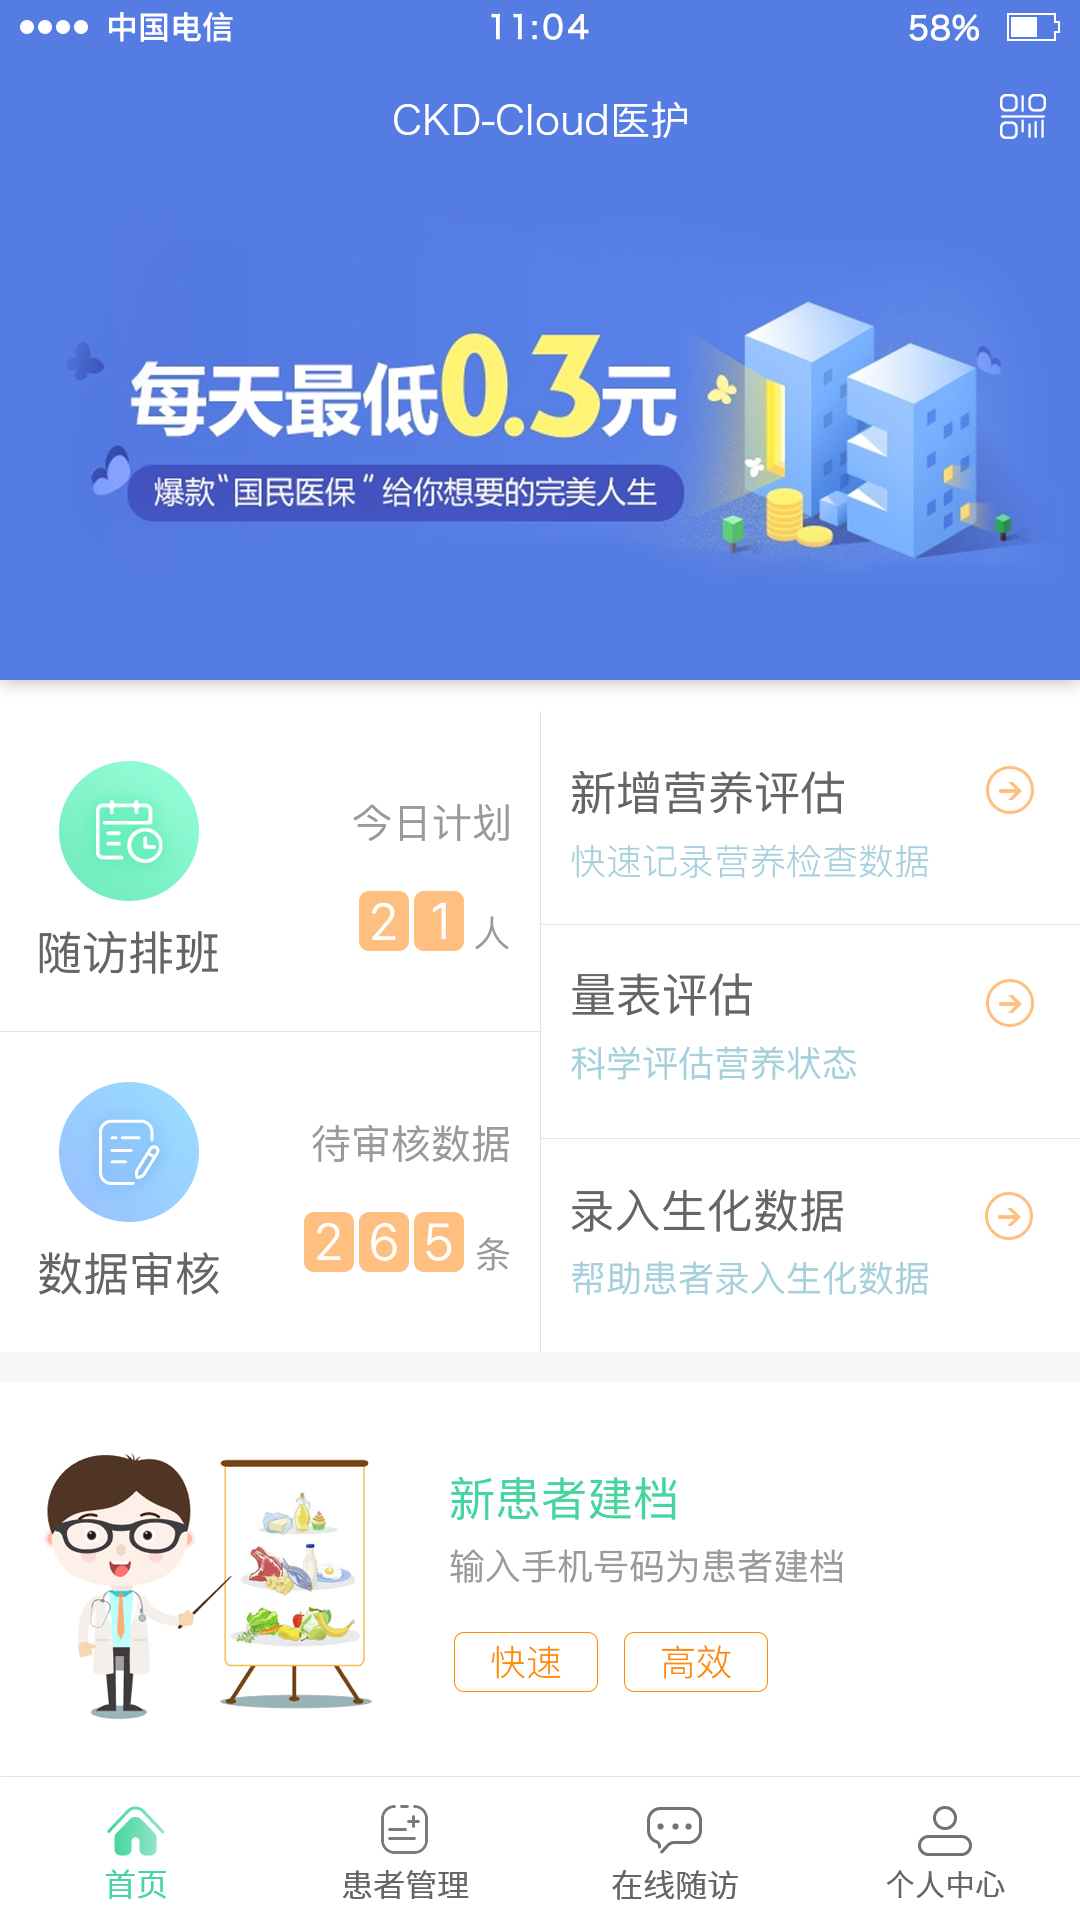 中国电信 11:04 58%
CKD-Cloud医护
每天最低0.3元
爆款“国民医保”给你想要的完美人生
今日计划
21人
随访排班
待审核数据
265条
数据审核
新增营养评估
快速记录营养检查数据
量表评估
科学评估营养状态
录入生化数据
帮助患者录入生化数据
新患者建档
输入手机号码为患者建档
快速 高效
首页 患者管理 在线随访 个人中心